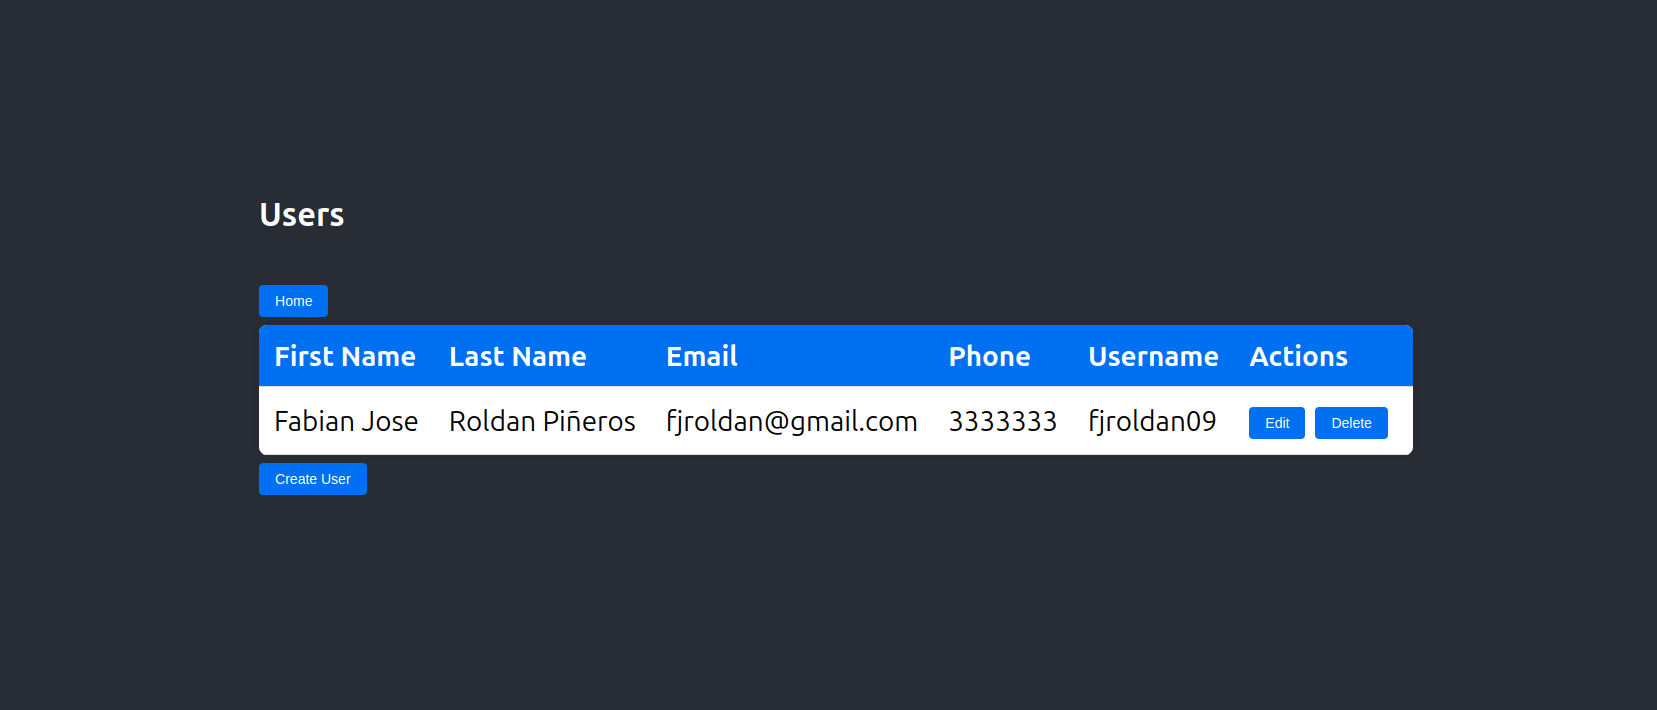 Users
Home
First Name Last Name Email Phone Username Actions
Fabian Jose Roldan Piñeros fjroldan@gmail.com 3333333 fjroldan09 Edit Delete
Create User